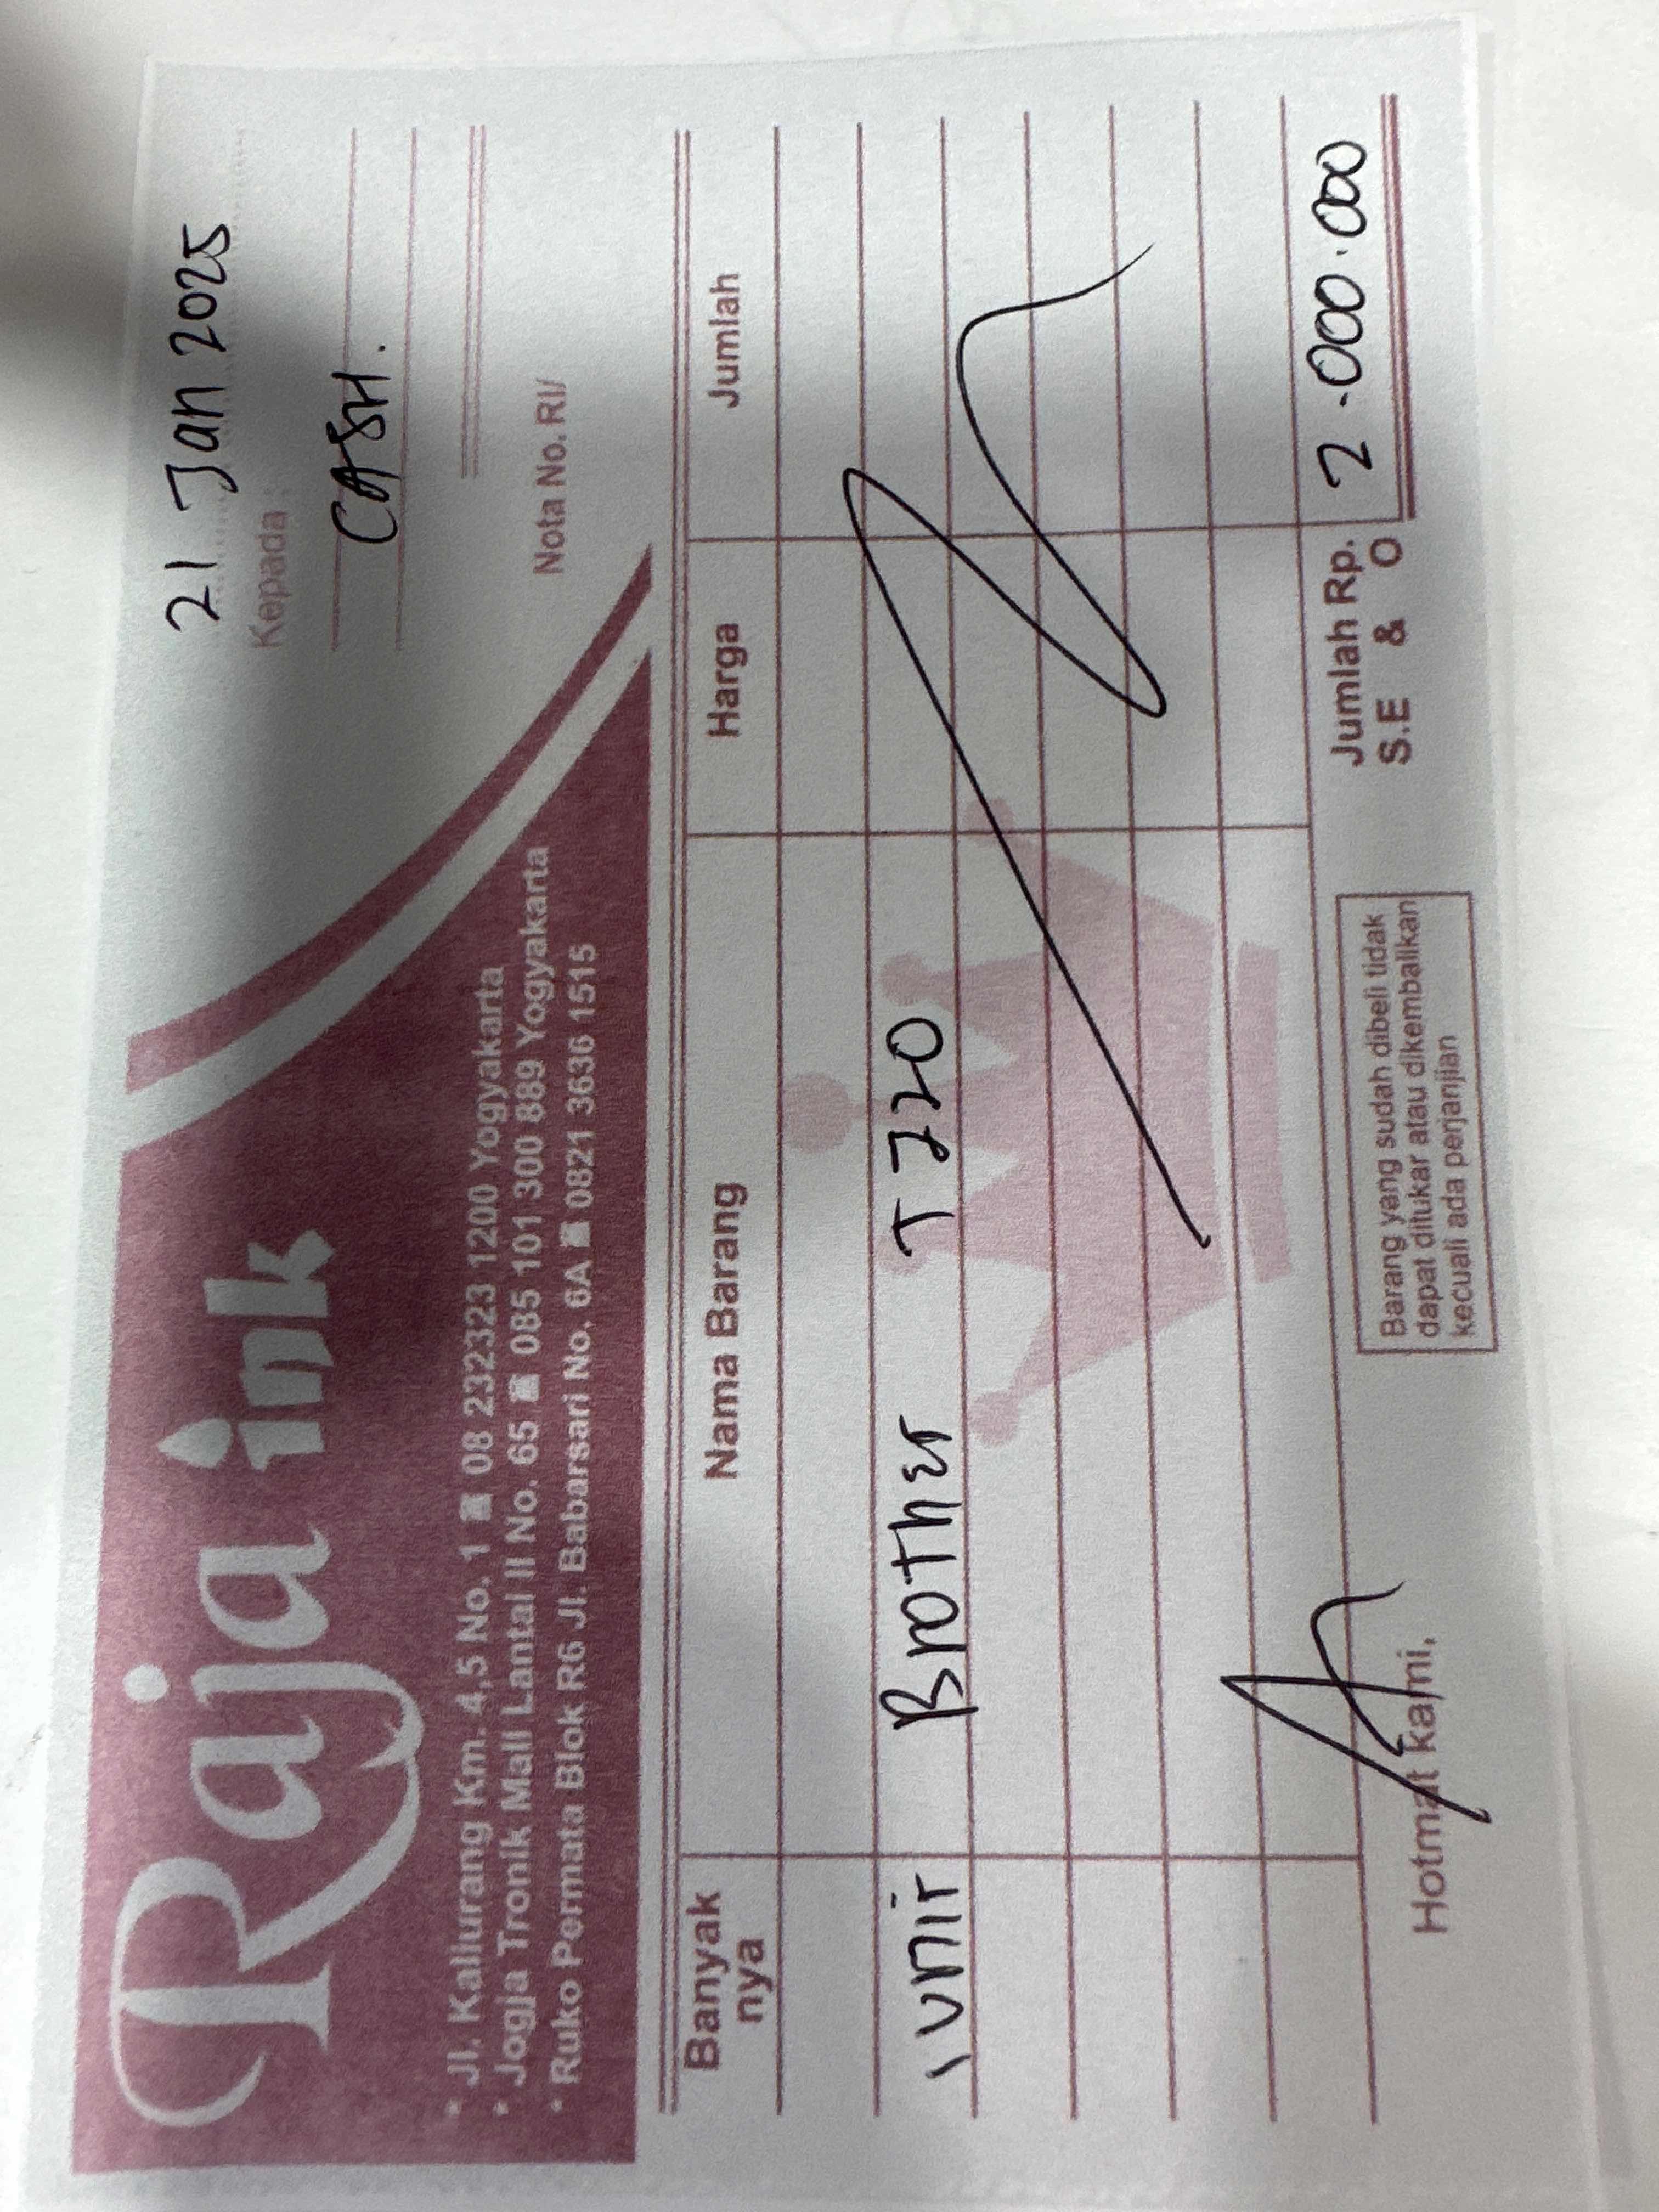 Raja ink
* Jl. Kaliurang Km. 4,5 No. 1 ☎ 08 232323 1200 Yogyakarta
* Jogja Tronik Mall Lantai III No. 65 ☎ 085 101 300 889 Yogyakarta
* Ruko Permata Blok R6 Jl. Babarsari No. 6A ☎ 0821 3636 1515
21 Jan 2025
Kepada :
CASH.
Nota No. RI/
Banyak nya Nama Barang Harga Jumlah
1 UNIT Brother T220
Jumlah Rp. 2.000.000
S.E & O
Hotmat kami,
Barang yang sudah dibeli tidak
dapat ditukar atau dikembalikan
kecuali ada perjanjian